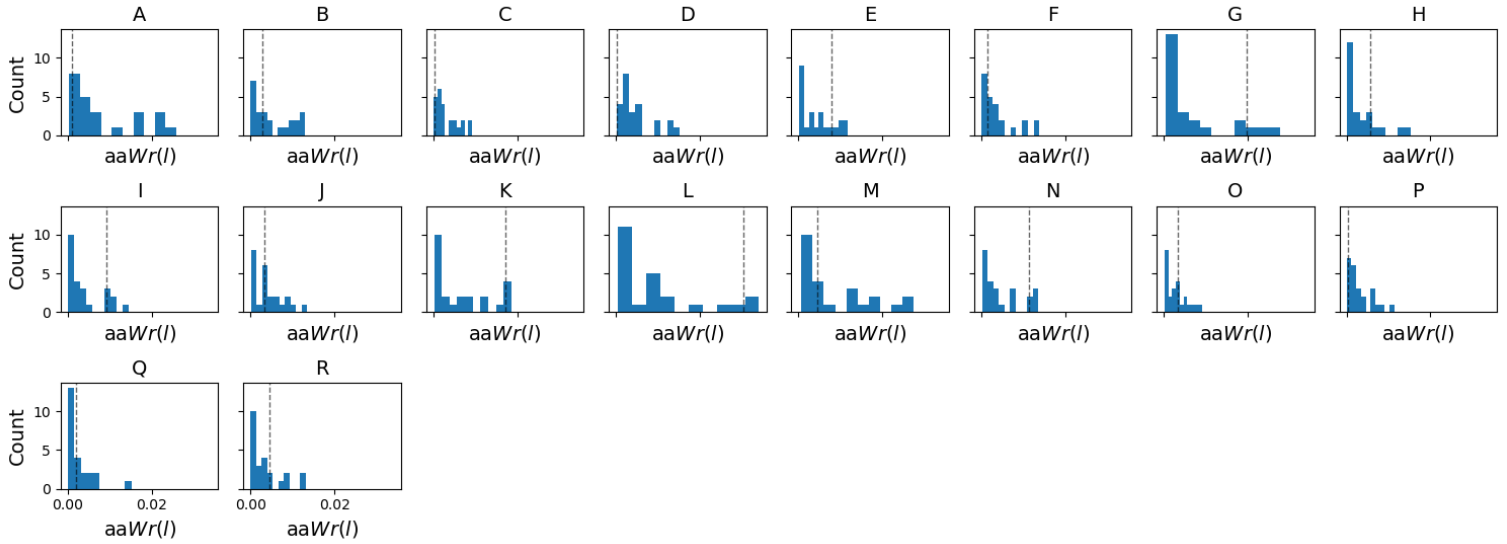 A B C D E F G H
Count 10 5 0
aaWr(l) aaWr(l) aaWr(l) aaWr(l) aaWr(l) aaWr(l) aaWr(l) aaWr(l)
I J K L M N O P
Count 10 5 0
aaWr(l) aaWr(l) aaWr(l) aaWr(l) aaWr(l) aaWr(l) aaWr(l) aaWr(l)
Q R
Count 10 5 0
0.00 0.02 0.00 0.02
aaWr(l) aaWr(l)